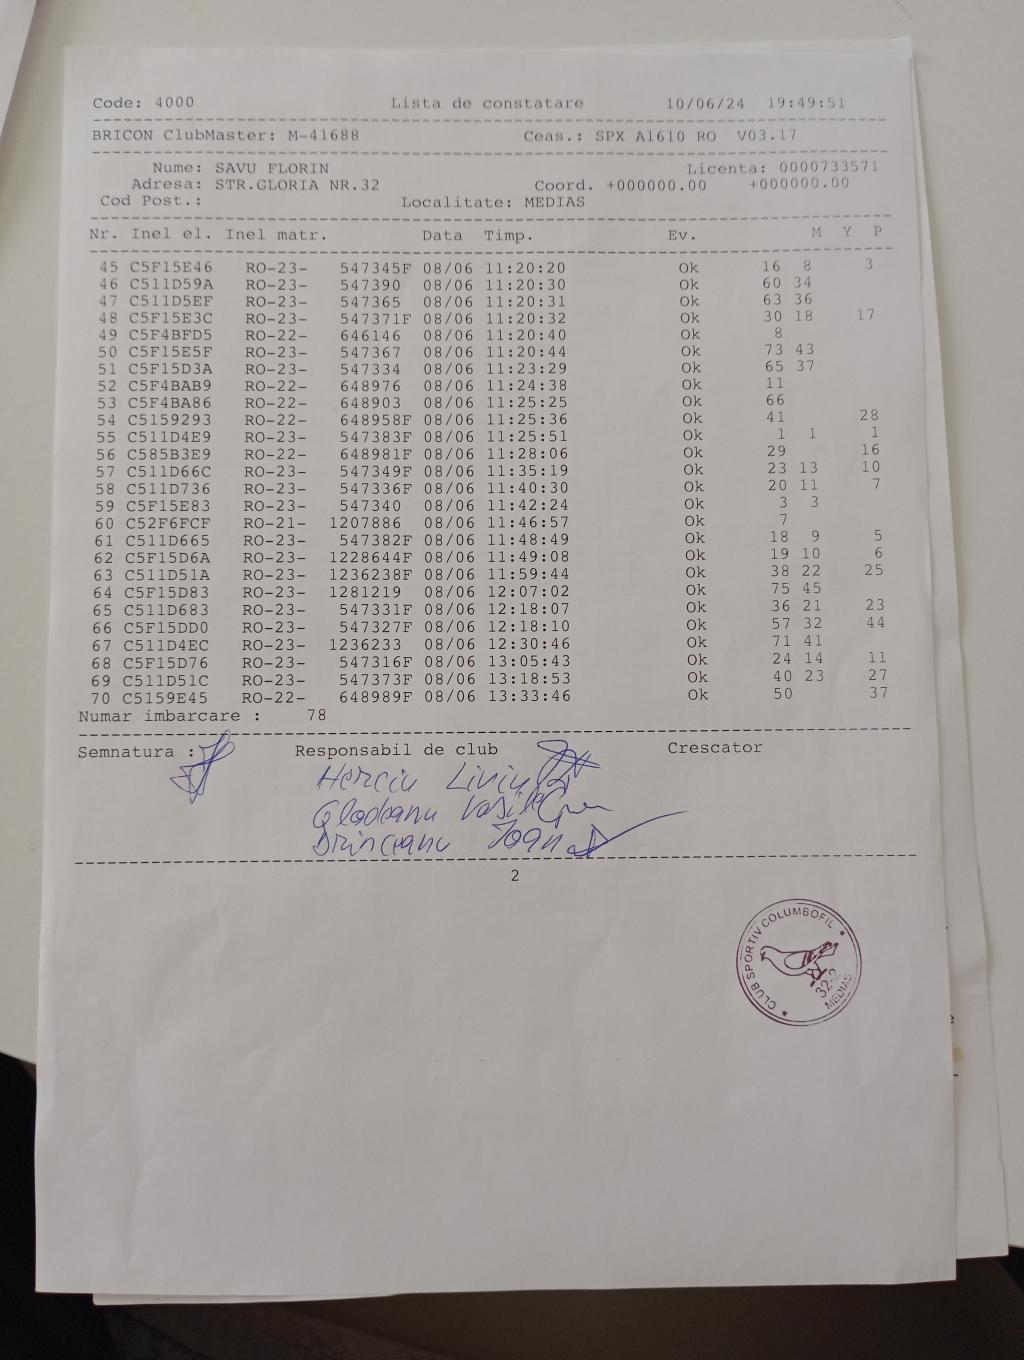 Code: 4000 Lista de constatare 10/06/24 19:49:51
BRICON ClubMaster: M-41688 Ceas.: SPX A1610 RO V03.17
Nume: SAVU FLORIN Licenta: 0000733571
Adresa: STR.GLORIA NR.32 Coord. +000000.00 +000000.00
Cod Post.: Localitate: MEDIAS
Nr. Inel el. Inel matr. Data Timp. Ev. M Y P
45 C5F15E46 RO-23- 547345F 08/06 11:20:20 Ok 16 8 3
46 C511D59A RO-23- 547390 08/06 11:20:30 Ok 60 34
47 C511D5EF RO-23- 547365 08/06 11:20:31 Ok 63 36
48 C5F15E3C RO-23- 547371F 08/06 11:20:32 Ok 30 18 17
49 C5F4BFD5 RO-22- 646146 08/06 11:20:40 Ok 8
50 C5F15E5F RO-23- 547367 08/06 11:20:44 Ok 73 43
51 C5F15D3A RO-23- 547334 08/06 11:23:29 Ok 65 37
52 C5F4BAB9 RO-22- 648976 08/06 11:24:38 Ok 11
53 C5F4BA86 RO-22- 648903 08/06 11:25:25 Ok 66
54 C5159293 RO-22- 648958F 08/06 11:25:36 Ok 41 28
55 C511D4E9 RO-23- 547383F 08/06 11:25:51 Ok 1 1 1
56 C585B3E9 RO-22- 648981F 08/06 11:28:06 Ok 29 16
57 C511D66C RO-23- 547349F 08/06 11:35:19 Ok 23 13 10
58 C511D736 RO-23- 547336F 08/06 11:40:30 Ok 20 11 7
59 C5F15E83 RO-23- 547340 08/06 11:42:24 Ok 3 3
60 C52F6FCF RO-21- 1207886 08/06 11:46:57 Ok 7
61 C511D665 RO-23- 547382F 08/06 11:48:49 Ok 18 9 5
62 C5F15D6A RO-23- 1228644F 08/06 11:49:08 Ok 19 10 6
63 C511D51A RO-23- 1236238F 08/06 11:59:44 Ok 38 22 25
64 C5F15D83 RO-23- 1281219 08/06 12:07:02 Ok 75 45
65 C511D683 RO-23- 547331F 08/06 12:18:07 Ok 36 21 23
66 C5F15DD0 RO-23- 547327F 08/06 12:18:10 Ok 57 32 44
67 C511D4EC RO-23- 1236233 08/06 12:30:46 Ok 71 41
68 C5F15D76 RO-23- 547316F 08/06 13:05:43 Ok 24 14 11
69 C511D51C RO-23- 547373F 08/06 13:18:53 Ok 40 23 27
70 C5159E45 RO-22- 648989F 08/06 13:33:46 Ok 50 37
Numar imbarcare : 78
Semnatura : Responsabil de club Crescator
Herciu Liviu
Glodeanu Vasile
Brinceanu Ioan
2
CLUB SPORTIV COLUMBOFIL
32-2
MEDIAS